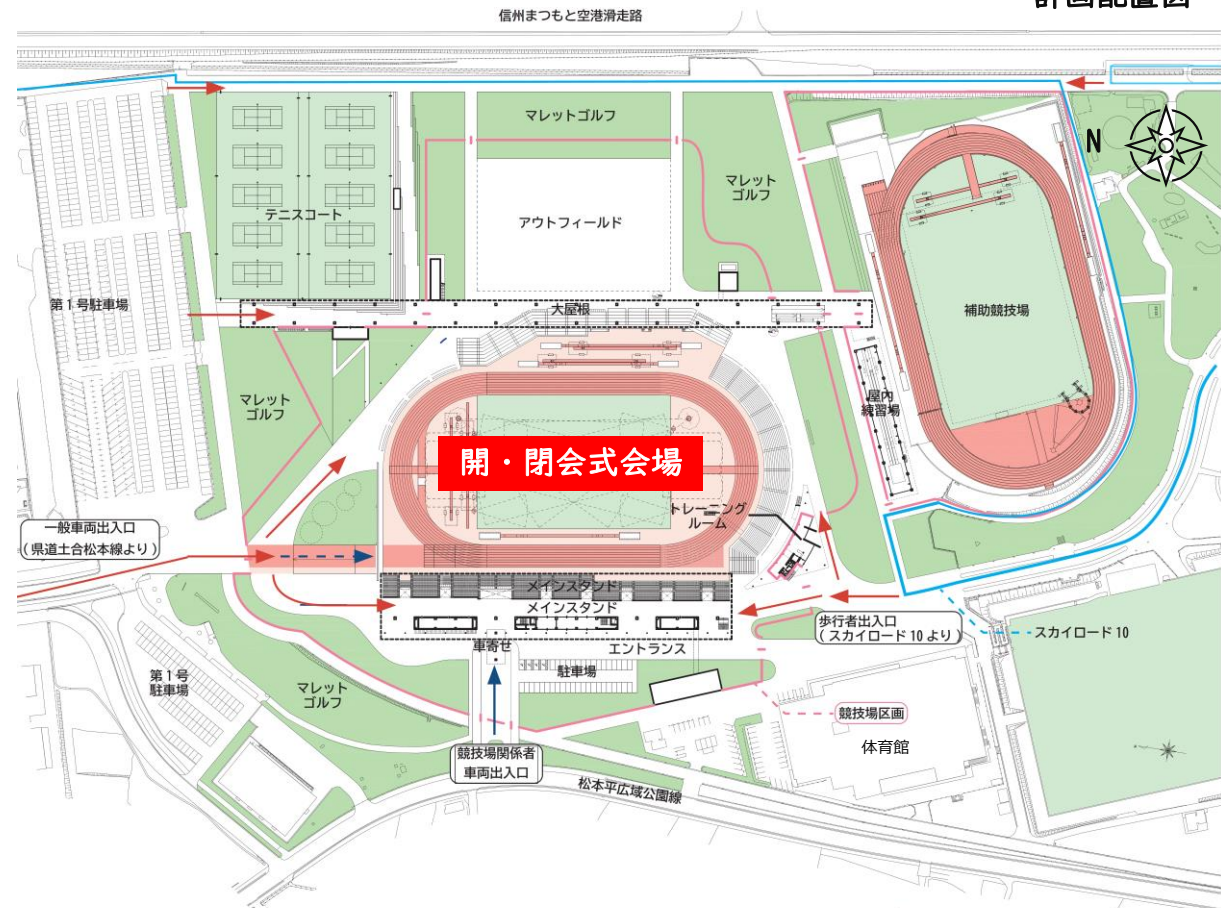 計画配置図
信州まつもと空港滑走路
マレットゴルフ
マレット
ゴルフ
N
テニスコート
アウトフィールド
第1号駐車場
大屋根
補助競技場
マレット
ゴルフ
屋内
練習場
開・閉会式会場
トレーニング
ルーム
一般車両出入口
(県道土合松本線より)
メインスタンド
メインスタンド
歩行者出入口
(スカイロード10より)
スカイロード10
車寄せ
エントランス
駐車場
第1号
駐車場
マレット
ゴルフ
競技場区画
体育館
競技場関係者
車両出入口
松本平広域公園線